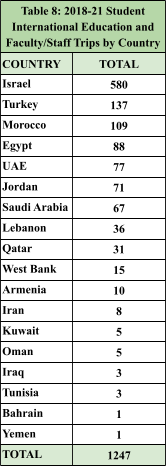 Table 8: 2018-21 Student
International Education and
Faculty/Staff Trips by Country
COUNTRY TOTAL
Israel 580
Turkey 137
Morocco 109
Egypt 88
UAE 77
Jordan 71
Saudi Arabia 67
Lebanon 36
Qatar 31
West Bank 15
Armenia 10
Iran 8
Kuwait 5
Oman 5
Iraq 3
Tunisia 3
Bahrain 1
Yemen 1
TOTAL 1247